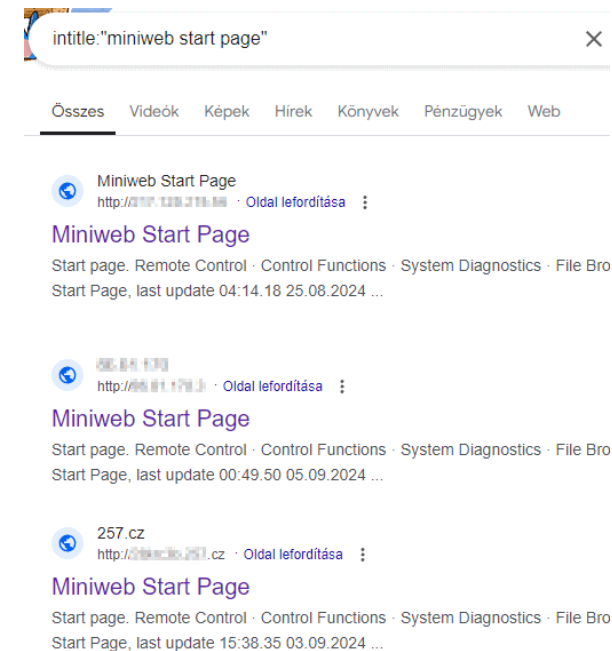 intitle:"miniweb start page"
Összes Videók Képek Hírek Könyvek Pénzügyek Web
Miniweb Start Page
http:// · Oldal lefordítása
Miniweb Start Page
Start page. Remote Control · Control Functions · System Diagnostics · File Bro
Start Page, last update 04:14.18 25.08.2024 ...
http:// · Oldal lefordítása
Miniweb Start Page
Start page. Remote Control · Control Functions · System Diagnostics · File Bro
Start Page, last update 00:49.50 05.09.2024 ...
257.cz
http:// .cz · Oldal lefordítása
Miniweb Start Page
Start page. Remote Control · Control Functions · System Diagnostics · File Bro
Start Page, last update 15:38.35 03.09.2024 ...